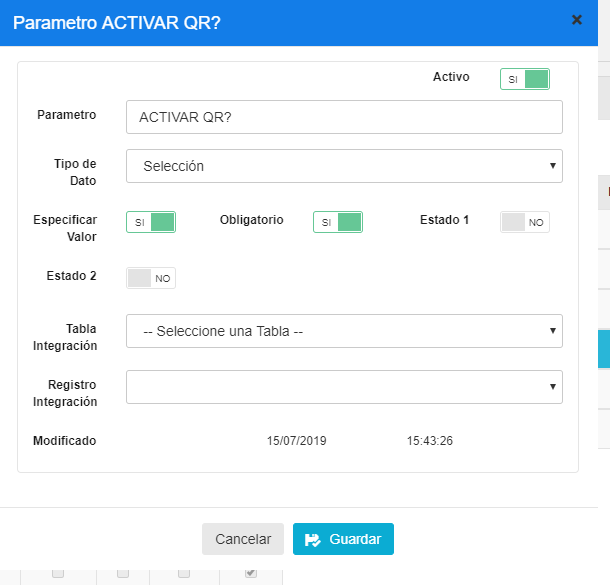 Parametro ACTIVAR QR?
×
Activo SI
Parametro ACTIVAR QR?
Tipo de Dato Selección
Especificar Valor SI Obligatorio SI Estado 1 NO
Estado 2 NO
Tabla Integración -- Seleccione una Tabla --
Registro Integración
Modificado 15/07/2019 15:43:26
Cancelar Guardar